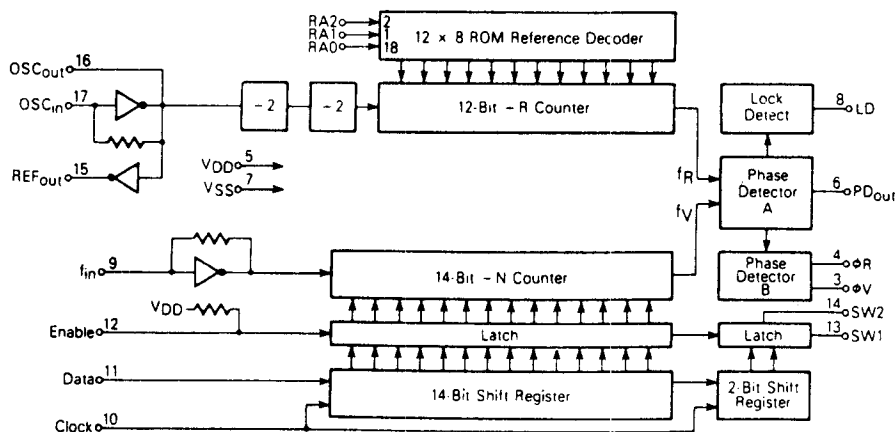 RA2 2
RA1 1
RA0 18
12 × 8 ROM Reference Decoder
OSCout 16
OSCin 17
- 2
- 2
12-Bit - R Counter
Lock Detect
8 LD
REFout 15
VDD 5
VSS 7
fR
fV
Phase Detector A
6 PDout
fin 9
14-Bit - N Counter
Phase Detector B
4 ϕR
3 ϕV
VDD
14 SW2
Enable 12
Latch
Latch
13 SW1
Data 11
14-Bit Shift Register
2-Bit Shift Register
Clock 10